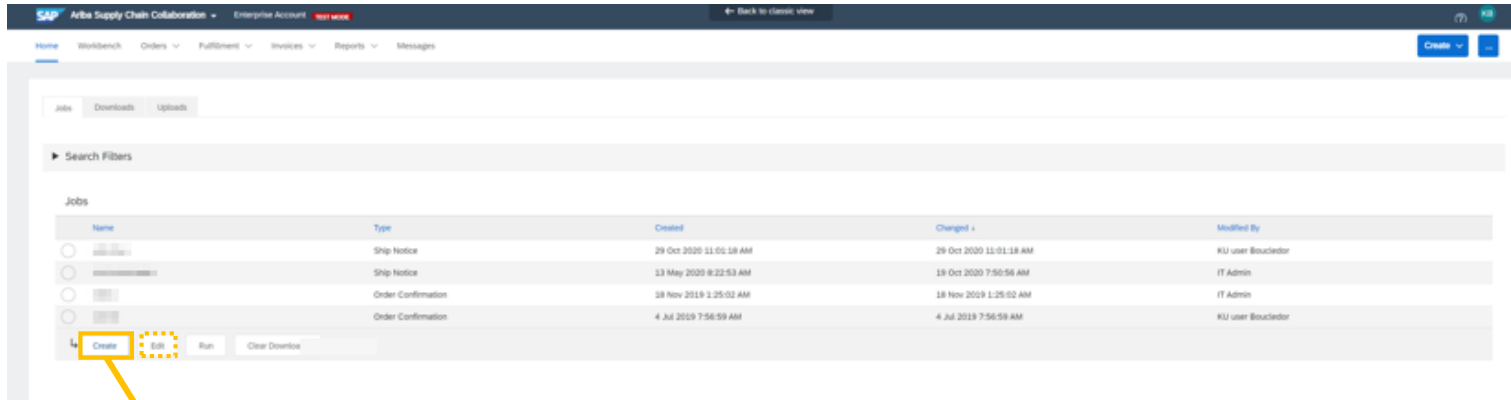 SAP Ariba Supply Chain Collaboration Enterprise Account TEST MODE ← Back to classic view KB
Home Workbench Orders Fulfillment Invoices Reports Messages Create ...
Jobs Downloads Uploads
▶ Search Filters
Jobs
Name Type Created Changed ↓ Modified By
Ship Notice 29 Oct 2020 11:01:18 AM 29 Oct 2020 11:01:18 AM KU user Boucledor
Ship Notice 13 May 2020 8:22:53 AM 19 Oct 2020 7:50:56 AM IT Admin
Order Confirmation 18 Nov 2019 1:25:02 AM 18 Nov 2019 1:25:02 AM IT Admin
Order Confirmation 4 Jul 2019 7:56:59 AM 4 Jul 2019 7:56:59 AM KU user Boucledor
Create Edit Run Clear